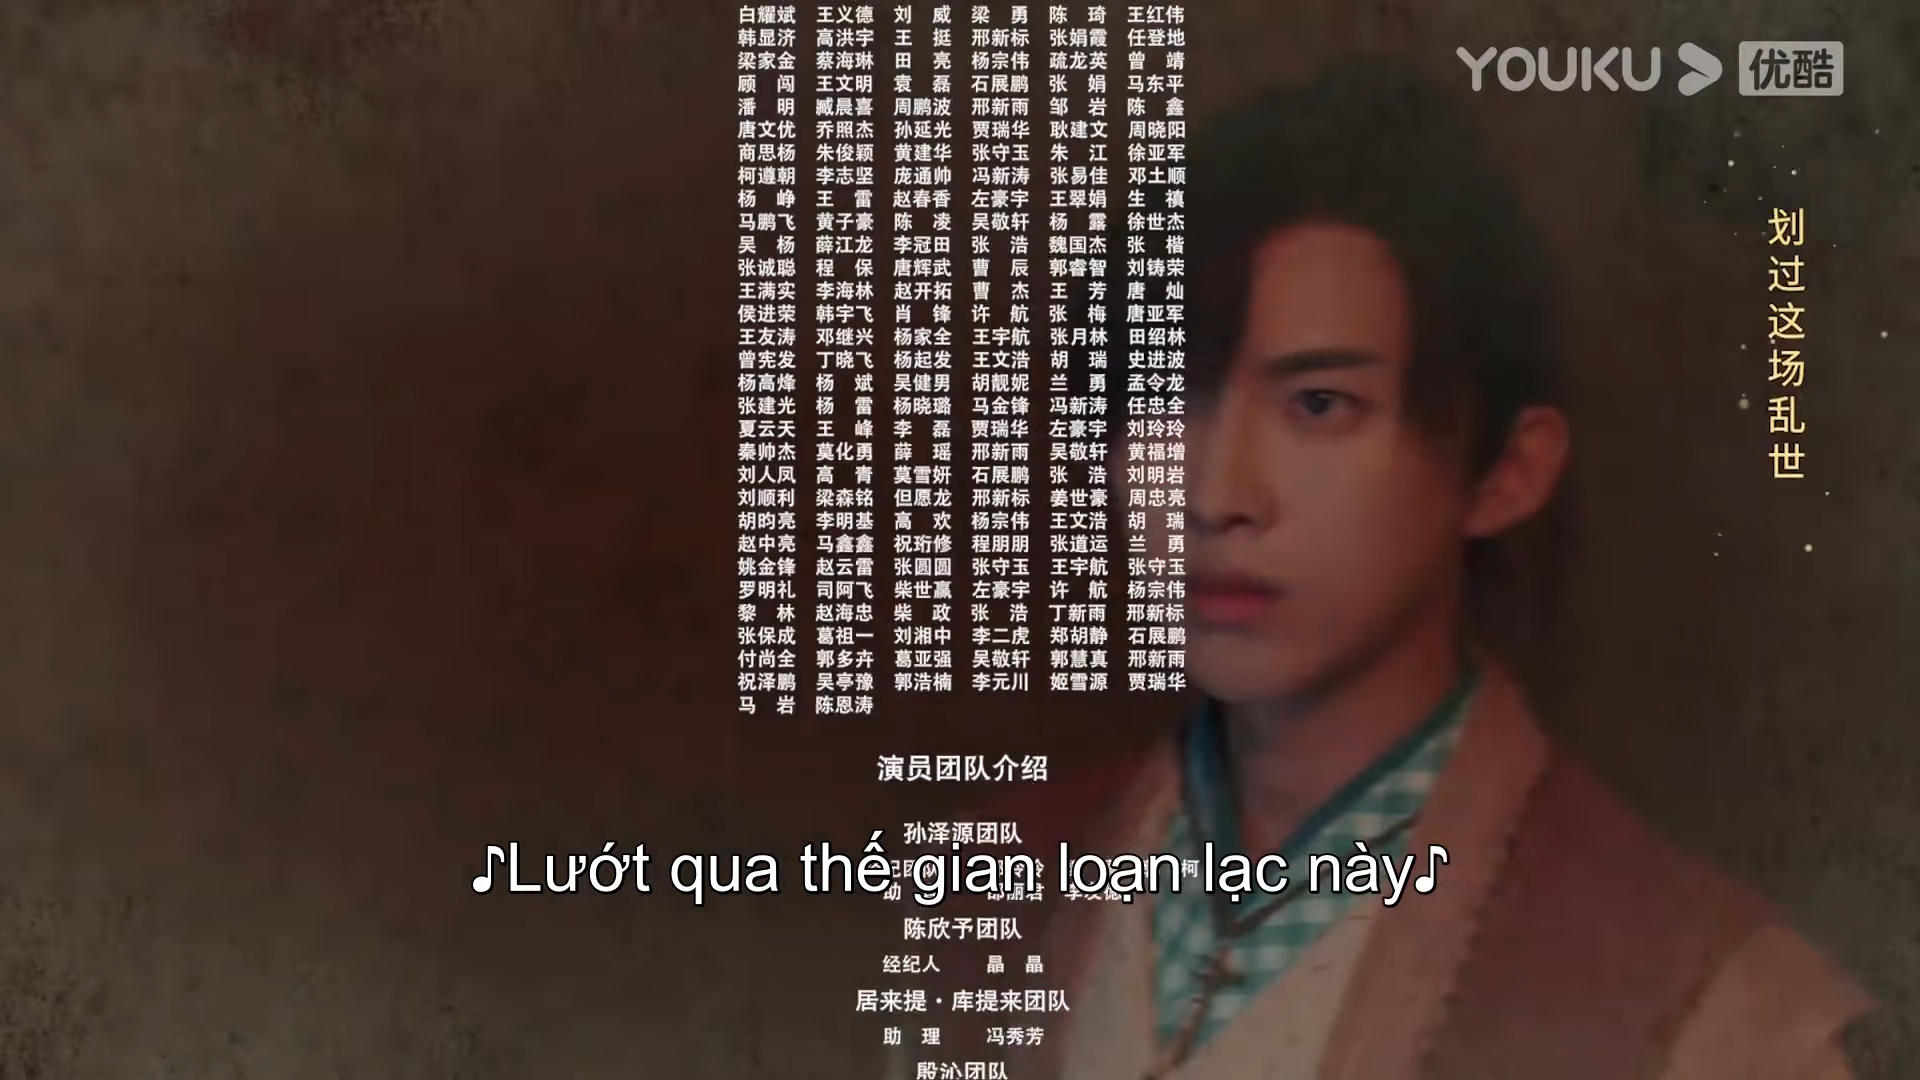 白耀斌 王义德 刘 威 梁 勇 陈 琦 王红伟
韩显济 高洪宇 王 挺 邢新标 张娟霞 任登地
梁家金 蔡海琳 田 亮 杨宗伟 疏龙英 曾 靖
顾 闯 王文明 袁 磊 石展鹏 张 娟 马东平
潘 明 臧晨喜 周鹏波 邢新雨 邹 岩 陈 鑫
唐文优 乔照杰 孙延光 贾瑞华 耿建文 周晓阳
商思杨 朱俊颖 黄建华 张守玉 朱 江 徐亚军
柯遵朝 李志坚 庞通帅 冯新涛 张易佳 邓土顺
杨 峥 王 雷 赵春香 左豪宇 王翠娟 生 禛
马鹏飞 黄子豪 陈 凌 吴敬轩 杨 露 徐世杰
吴 杨 薛江龙 李冠田 张 浩 魏国杰 张 楷
张诚聪 程 保 唐辉武 曹 辰 郭睿智 刘铸荣
王满实 李海林 赵开拓 曹 杰 王 芳 唐 灿
侯进荣 韩宇飞 肖 锋 许 航 张 梅 唐亚军
王友涛 邓继兴 杨家全 王宇航 张月林 田绍林
曾宪发 丁晓飞 杨起发 王文浩 胡 瑞 史进波
杨高烽 杨 斌 吴健男 胡靓妮 兰 勇 孟令龙
张建光 杨 雷 杨晓璐 马金锋 冯新涛 任忠全
夏云天 王 峰 李 磊 贾瑞华 左豪宇 刘玲玲
秦帅杰 莫化勇 薛 瑶 邢新雨 吴敬轩 黄福增
刘人凤 高 青 莫雪妍 石展鹏 张 浩 刘明岩
刘顺利 梁森铭 但愿龙 邢新标 姜世豪 周忠亮
胡昀亮 李明基 高 欢 杨宗伟 王文浩 胡 瑞
赵中亮 马鑫鑫 祝珩修 程朋朋 张道运 兰 勇
姚金锋 赵云雷 张圆圆 张守玉 王宇航 张守玉
罗明礼 司阿飞 柴世赢 左豪宇 许 航 杨宗伟
黎 林 赵海忠 柴 政 张 浩 丁新雨 邢新标
张保成 葛祖一 刘湘中 李二虎 郑胡静 石展鹏
付尚全 郭多卉 葛亚强 吴敬轩 郭慧真 邢新雨
祝泽鹏 吴亭豫 郭浩楠 李元川 姬雪源 贾瑞华
马 岩 陈恩涛
演员团队介绍
孙泽源团队
♪Lướt qua thế gian loạn lạc này♪
陈欣予团队
经纪人 晶 晶
居来提·库提来团队
助 理 冯秀芳
殷沁团队
YOUKU 优酷
划过这场乱世